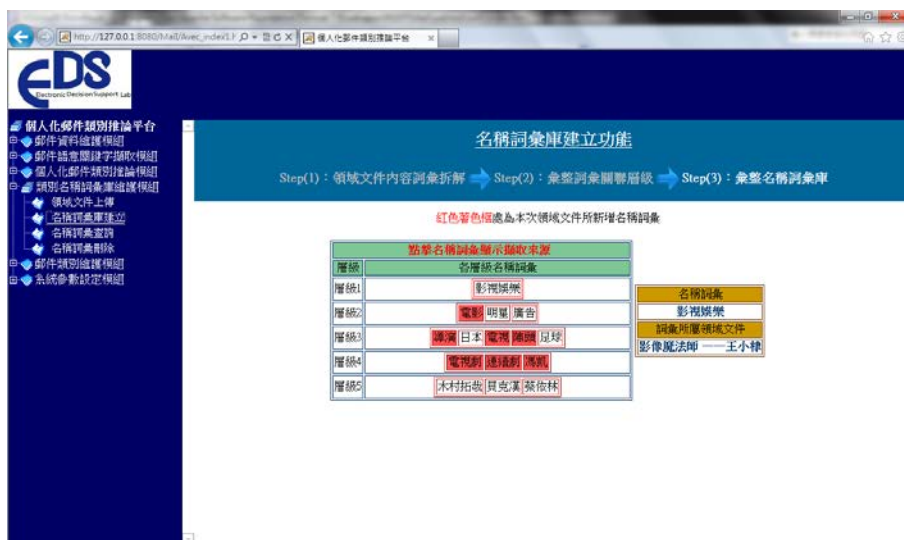 http://127.0.0.1:8080/Mail/Avec_index1.h
個人化郵件類別推論平台
EDS
Electronic Decision Support Lab
個人化郵件類別推論平台
郵件資料維護模組
郵件語意關鍵字擷取模組
個人化郵件類別推論模組
類別名稱詞彙庫維護模組
領域文件上傳
名稱詞彙庫建立
名稱詞彙查詢
名稱詞彙刪除
郵件類別維護模組
系統參數設定模組
名稱詞彙庫建立功能
Step(1)：領域文件內容詞彙折解 Step(2)：彙整詞彙關聯層級 Step(3)：彙整名稱詞彙庫
紅色著色框處為本次領域文件所新增名稱詞彙
點擊名稱詞彙顯示擷取來源
層級 各層級名稱詞彙
層級1 影視娛樂
層級2 電影 明星 廣告
層級3 導演 日本 電視 陣頭 足球
層級4 電視劇 連續劇 馮凱
層級5 木村拓哉 貝克漢 蔡依林
名稱詞彙
影視娛樂
詞彙所屬領域文件
影像魔法師 ——王小棣